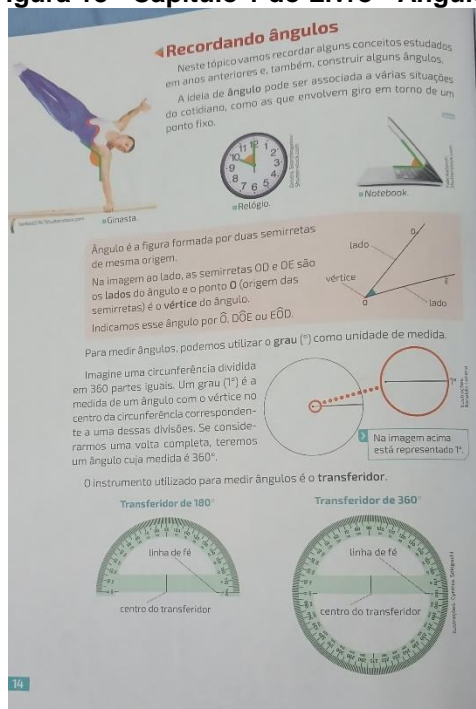 Recordando ângulos
Neste tópico vamos recordar alguns conceitos estudados
em anos anteriores e, também, construir alguns ângulos.
A ideia de ângulo pode ser associada a várias situações
do cotidiano, como as que envolvem giro em torno de um
ponto fixo.
Ginasta.
Relógio.
Notebook.
Ângulo é a figura formada por duas semirretas
de mesma origem.
Na imagem ao lado, as semirretas OD e OE são
os lados do ângulo e o ponto O (origem das
semirretas) é o vértice do ângulo.
Indicamos esse ângulo por Ô, DÔE ou EÔD.
lado
vértice
O
lado
Para medir ângulos, podemos utilizar o grau (°) como unidade de medida.
Imagine uma circunferência dividida
em 360 partes iguais. Um grau (1°) é a
medida de um ângulo com o vértice no
centro da circunferência corresponden-
te a uma dessas divisões. Se conside-
rarmos uma volta completa, teremos
um ângulo cuja medida é 360°.
1°
Na imagem acima
está representado 1°.
O instrumento utilizado para medir ângulos é o transferidor.
Transferidor de 180°
linha de fé
centro do transferidor
Transferidor de 360°
linha de fé
centro do transferidor
14